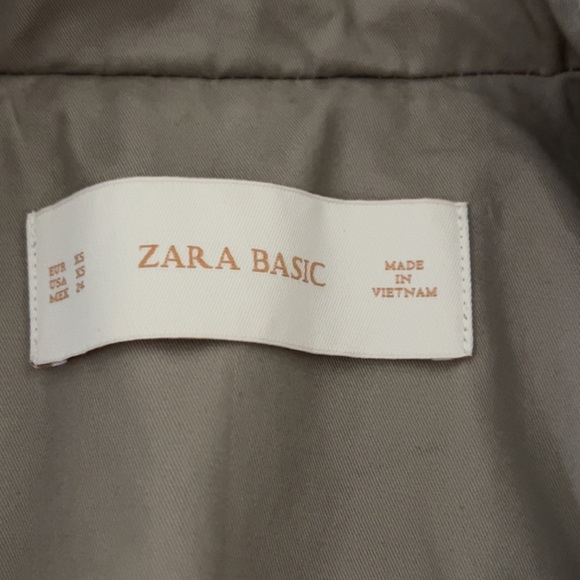 EUR XS
USA XS
MEX 24
ZARA BASIC
MADE
IN
VIETNAM